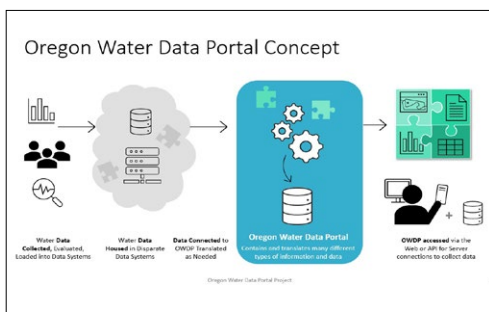 Oregon Water Data Portal Concept
Water Data
Collected, Evaluated,
Loaded into Data Systems
Water Data
Housed in Disparate
Data Systems
Data Connected to
OWDP Translated
as Needed
Oregon Water Data Portal
Contains and translates many different
types of information and data
OWDP accessed via the
Web or API for Server
connections to collect data
Oregon Water Data Portal Project